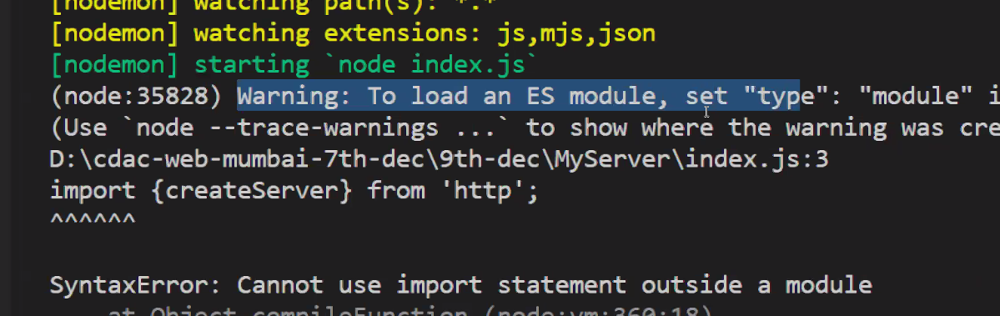 [nodemon] watching path(s): *.*
[nodemon] watching extensions: js,mjs,json
[nodemon] starting `node index.js`
(node:35828) Warning: To load an ES module, set "type": "module" i
(Use `node --trace-warnings ...` to show where the warning was cre
D:\cdac-web-mumbai-7th-dec\9th-dec\MyServer\index.js:3
import {createServer} from 'http';
^^^^^^
SyntaxError: Cannot use import statement outside a module
at Object.compileFunction (node:vm:360:18)